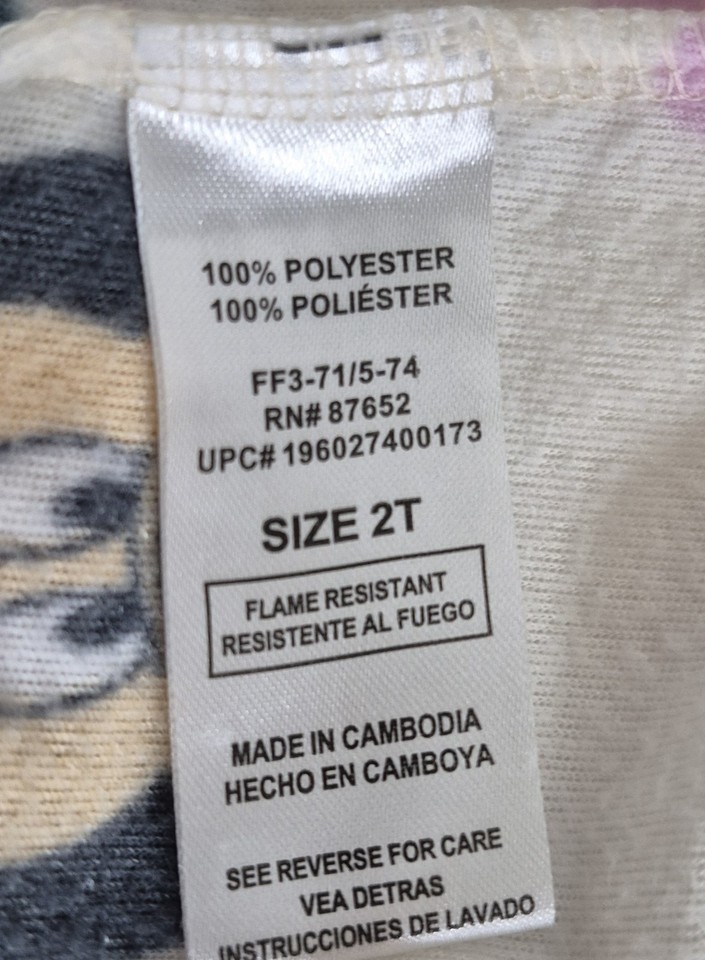 100% POLYESTER
100% POLIÉSTER
FF3-71/5-74
RN# 87652
UPC# 196027400173
SIZE 2T
FLAME RESISTANT
RESISTENTE AL FUEGO
MADE IN CAMBODIA
HECHO EN CAMBOYA
SEE REVERSE FOR CARE
VEA DETRAS
INSTRUCCIONES DE LAVADO